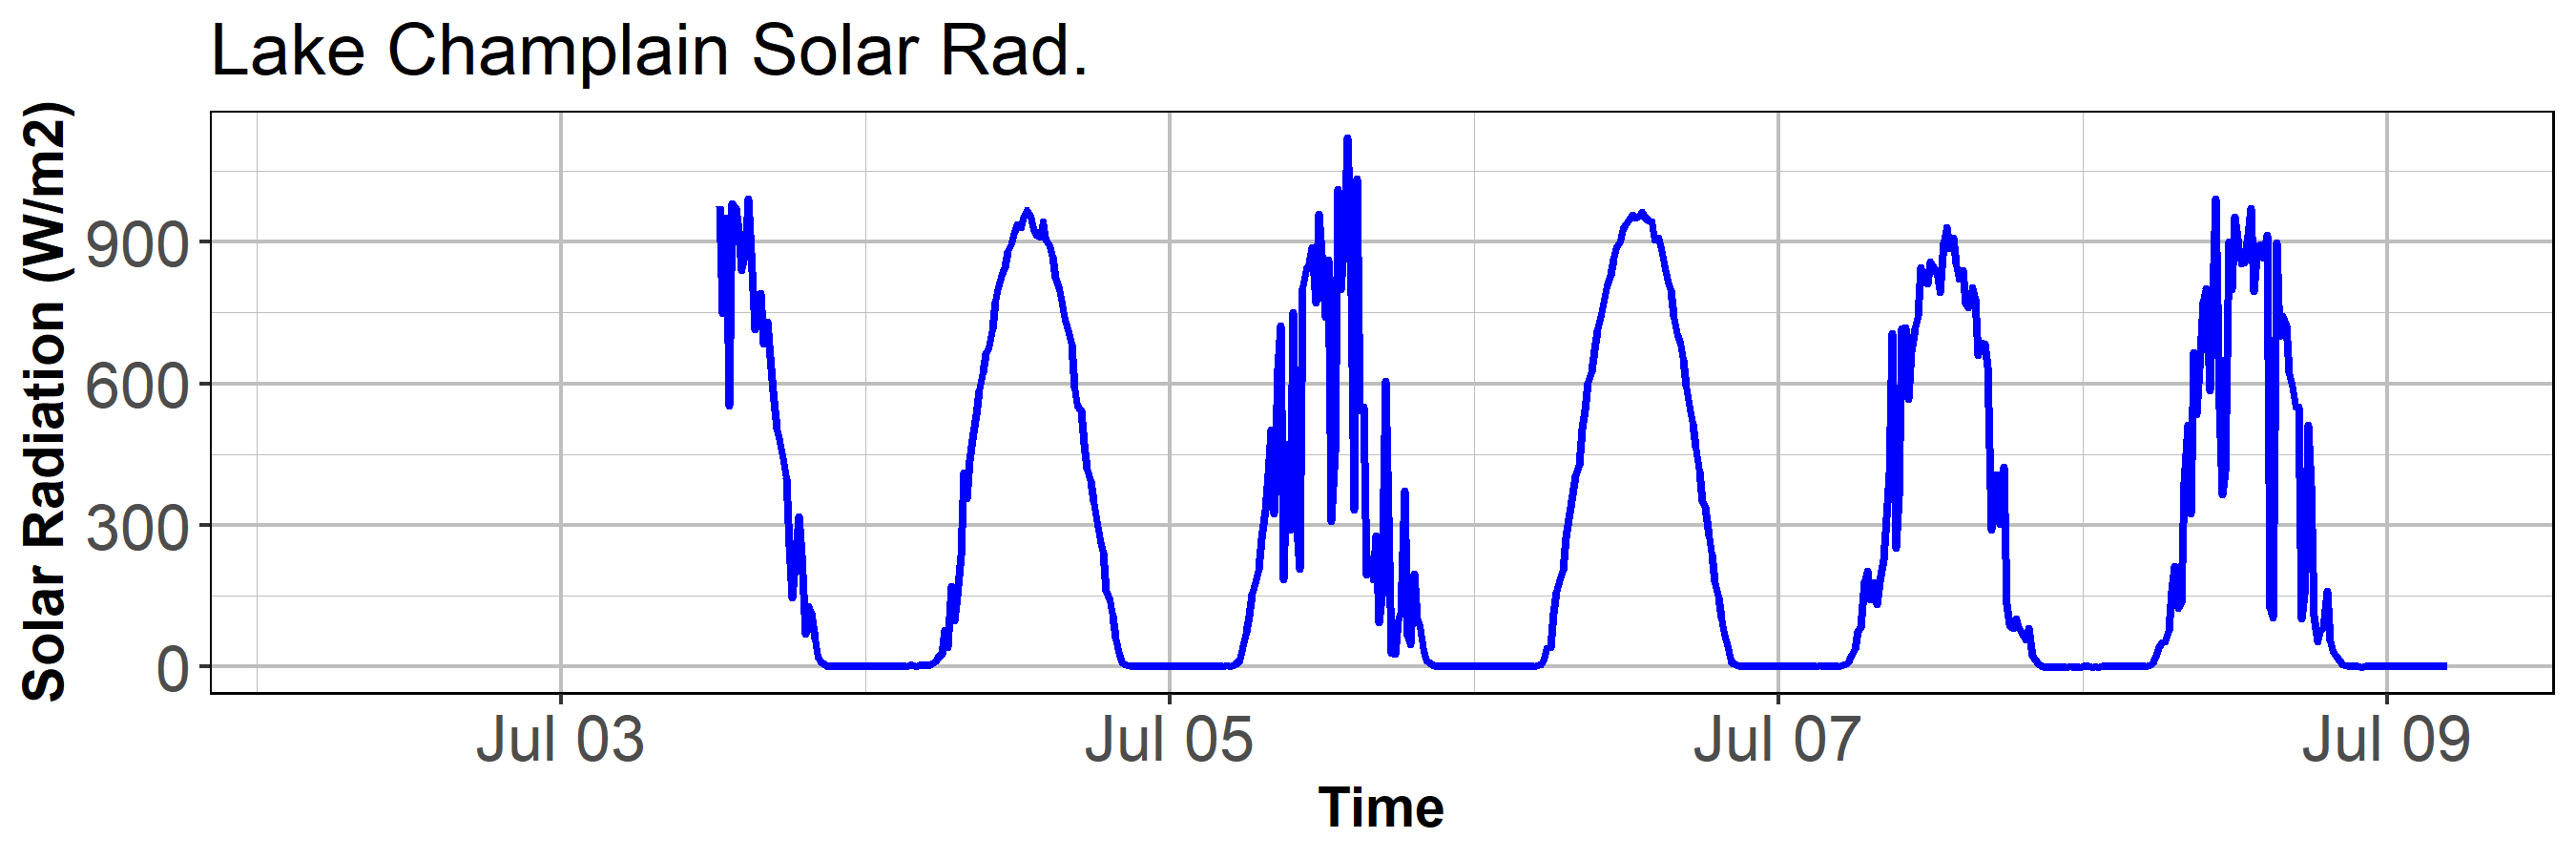 Lake Champlain Solar Rad.
Solar Radiation (W/m2)
900
600
300
0
Jul 03
Jul 05
Jul 07
Jul 09
Time